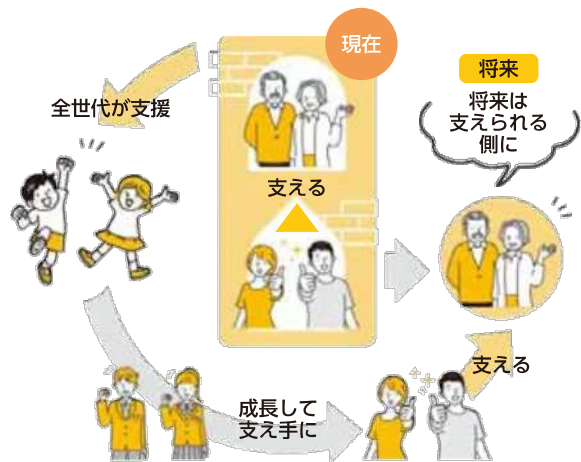 現在
全世代が支援
支える
将来
将来は
支えられる
側に
支える
成長して
支え手に